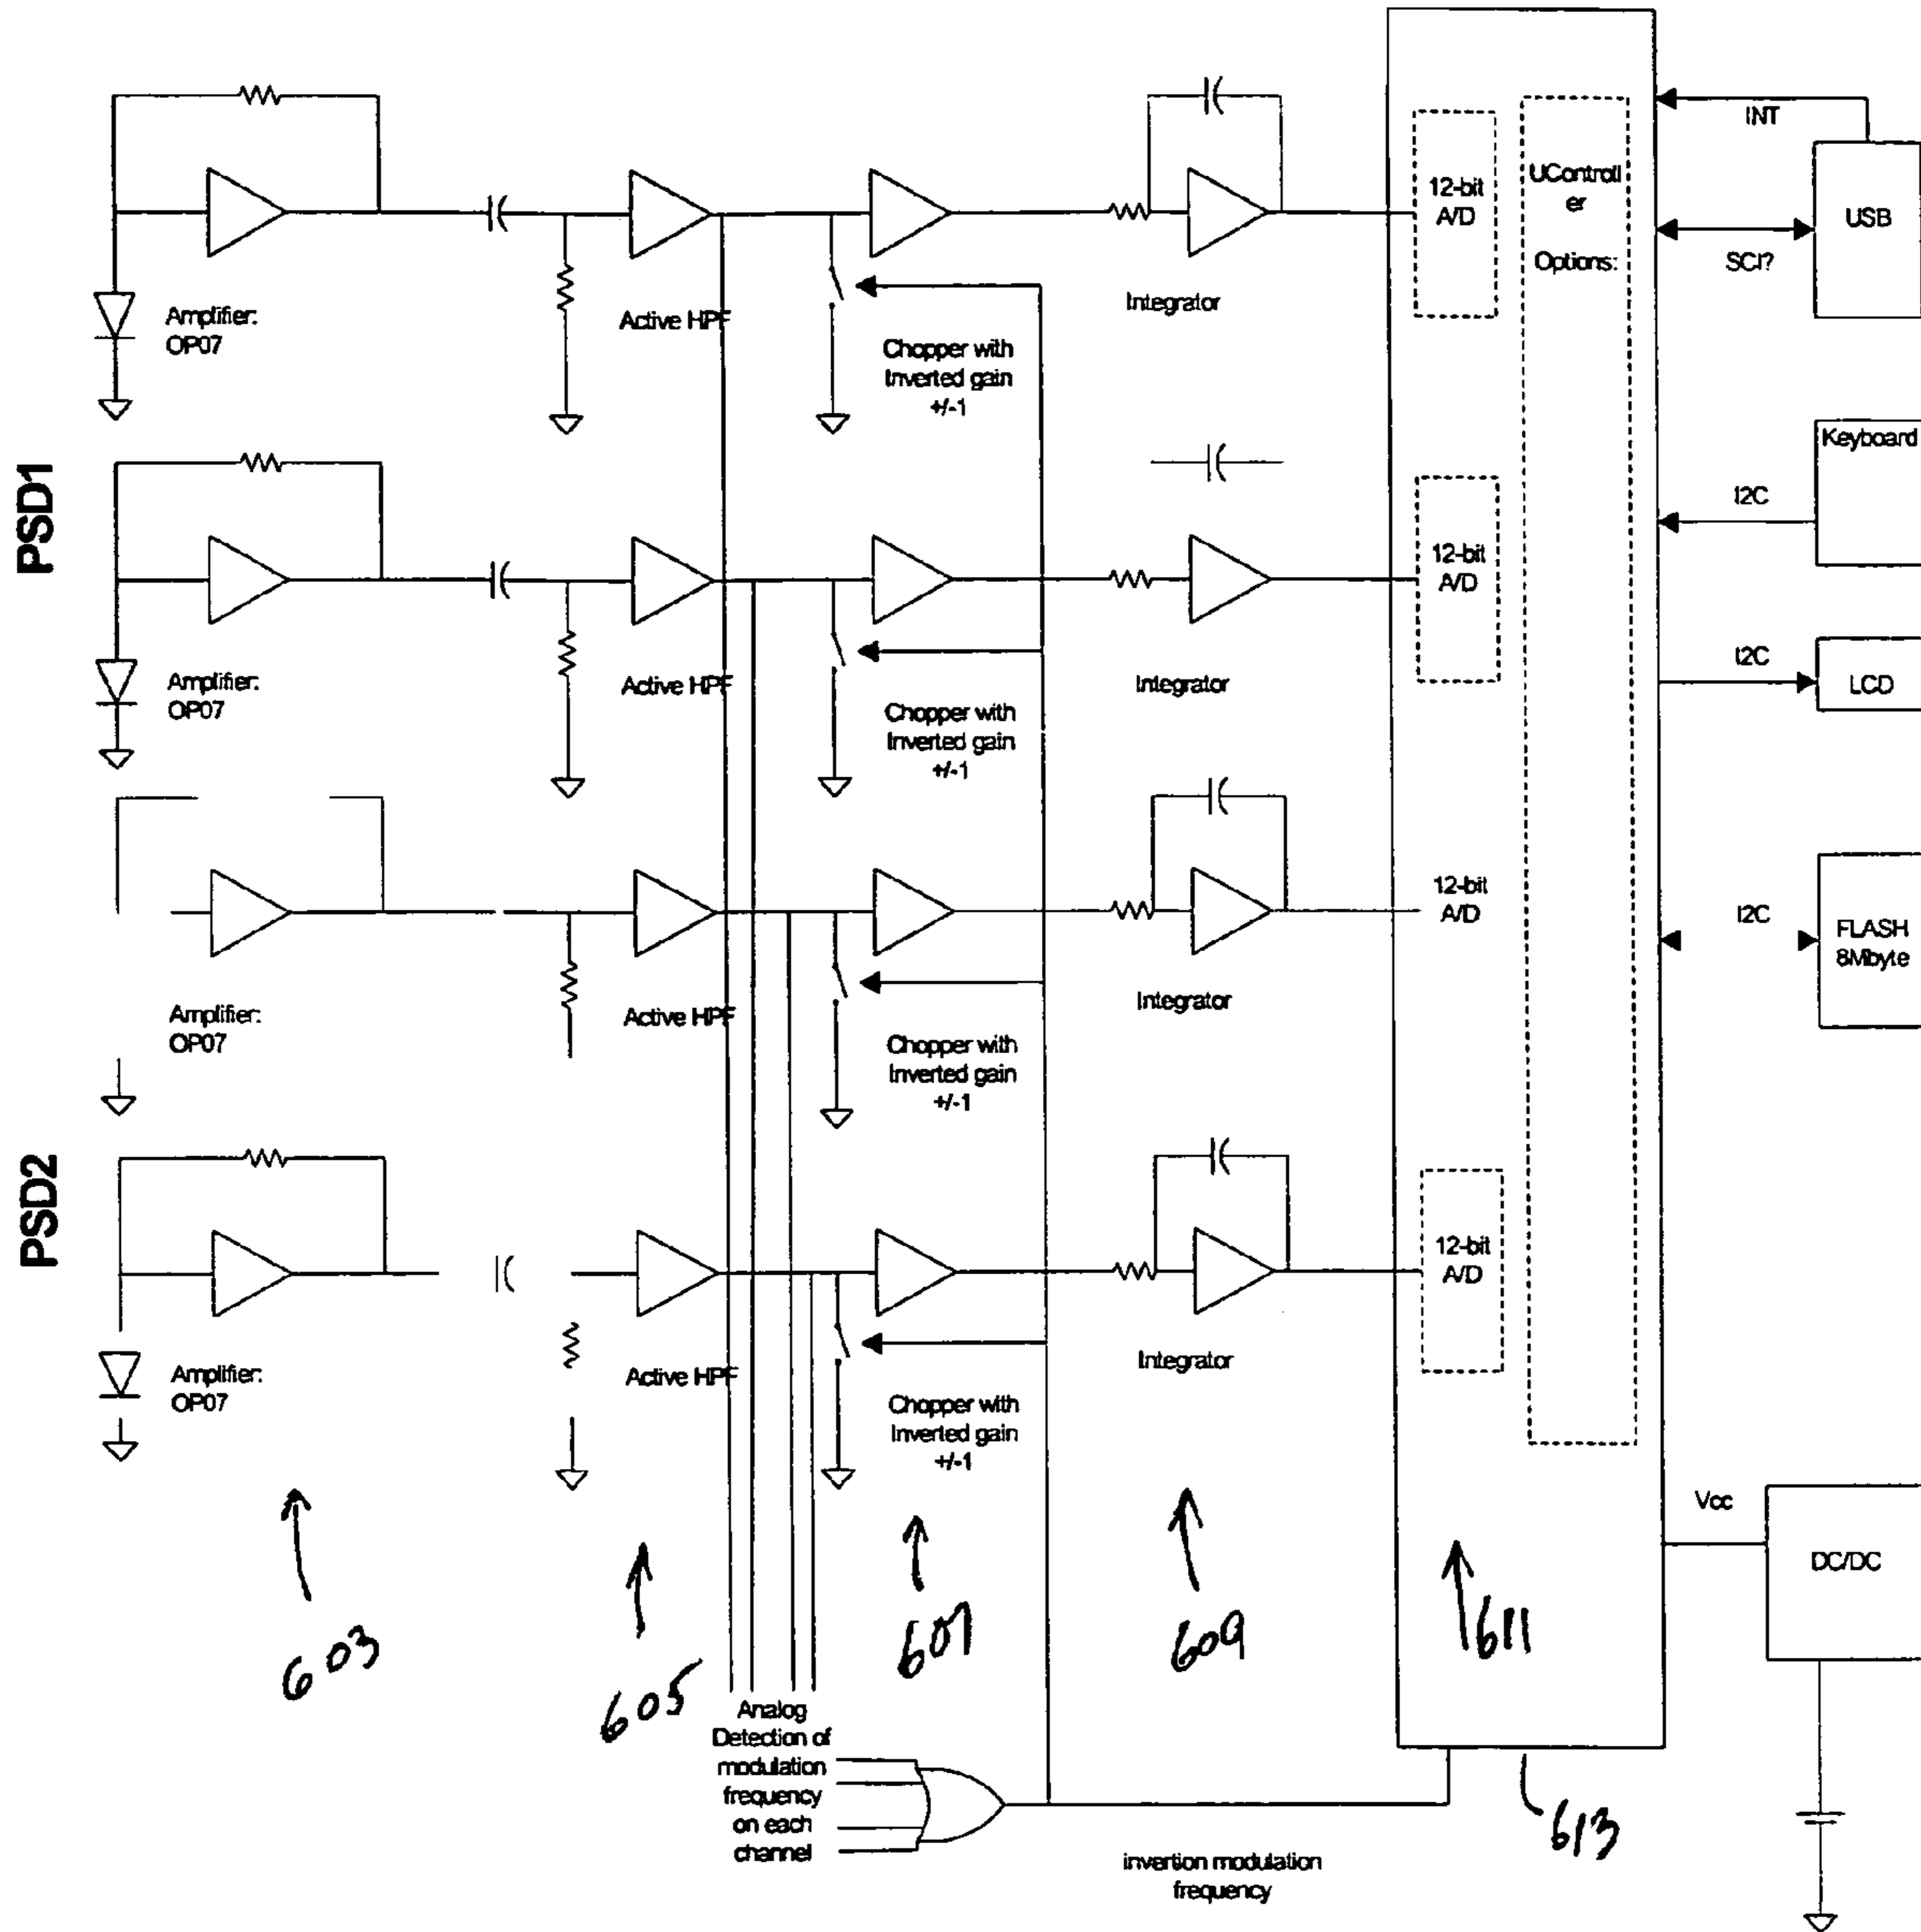 PSD1
PSD2
Amplifier:
OP07
Active HPF
Chopper with
Inverted gain
+/-1
Integrator
12-bit
A/D
UControll
er
Options:
INT
USB
SCI?
Amplifier:
OP07
Active HPF
Chopper with
Inverted gain
+/-1
Integrator
12-bit
A/D
Keyboard
I2C
I2C
LCD
Amplifier:
OP07
Active HPF
Chopper with
Inverted gain
+/-1
Integrator
12-bit
A/D
I2C
FLASH
8Mbyte
Amplifier:
OP07
Active HPF
Chopper with
Inverted gain
+/-1
Integrator
12-bit
A/D
Vcc
DC/DC
603
605
607
609
611
613
Analog
Detection of
modulation
frequency
on each
channel
invertion modulation
frequency